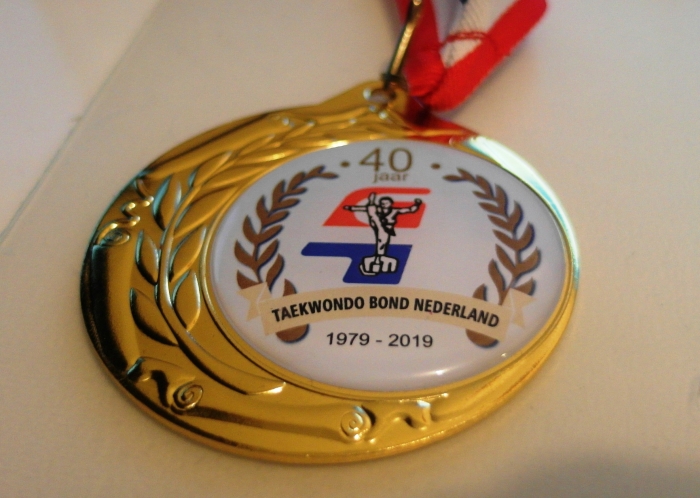 40
jaar
TAEKWONDO BOND NEDERLAND
1979 - 2019